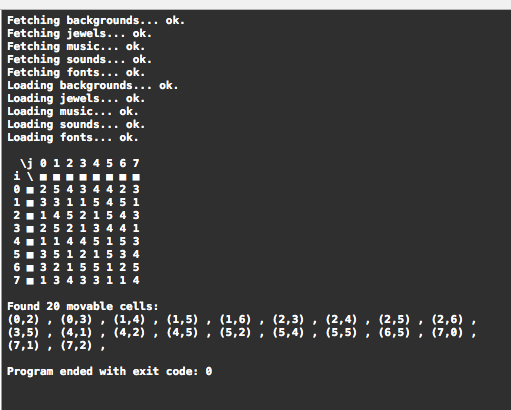 Fetching backgrounds... ok.
Fetching jewels... ok.
Fetching music... ok.
Fetching sounds... ok.
Fetching fonts... ok.
Loading backgrounds... ok.
Loading jewels... ok.
Loading music... ok.
Loading sounds... ok.
Loading fonts... ok.
\j 0 1 2 3 4 5 6 7
i \ ■ ■ ■ ■ ■ ■ ■ ■
0 ■ 2 5 4 3 4 4 2 3
1 ■ 3 3 1 1 5 4 5 1
2 ■ 1 4 5 2 1 5 4 3
3 ■ 2 5 2 1 3 4 4 1
4 ■ 1 1 4 4 5 1 5 3
5 ■ 3 5 1 2 1 5 3 4
6 ■ 3 2 1 5 5 1 2 5
7 ■ 1 3 4 3 3 1 1 4
Found 20 movable cells:
(0,2) , (0,3) , (1,4) , (1,5) , (1,6) , (2,3) , (2,4) , (2,5) , (2,6) ,
(3,5) , (4,1) , (4,2) , (4,5) , (5,2) , (5,4) , (5,5) , (6,5) , (7,0) ,
(7,1) , (7,2) ,
Program ended with exit code: 0